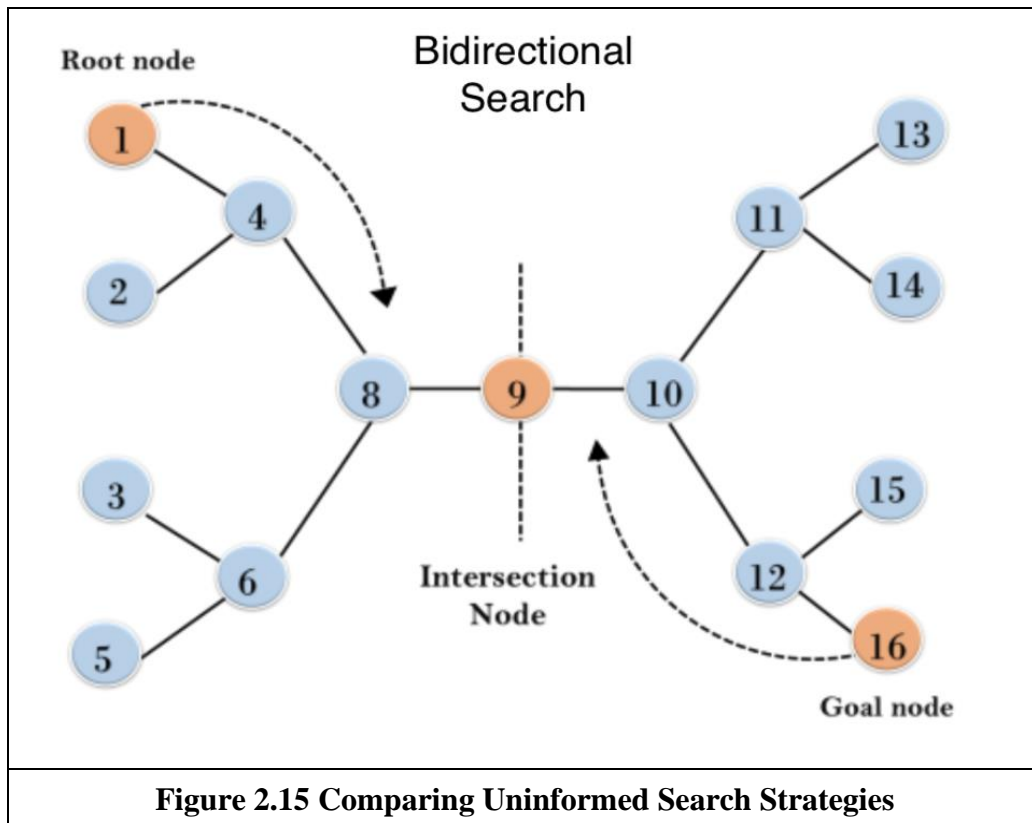 Bidirectional
Search
Root node
1
13
4
11
2
14
8
9
10
3
15
Intersection
Node
6
12
5
16
Goal node
Figure 2.15 Comparing Uninformed Search Strategies